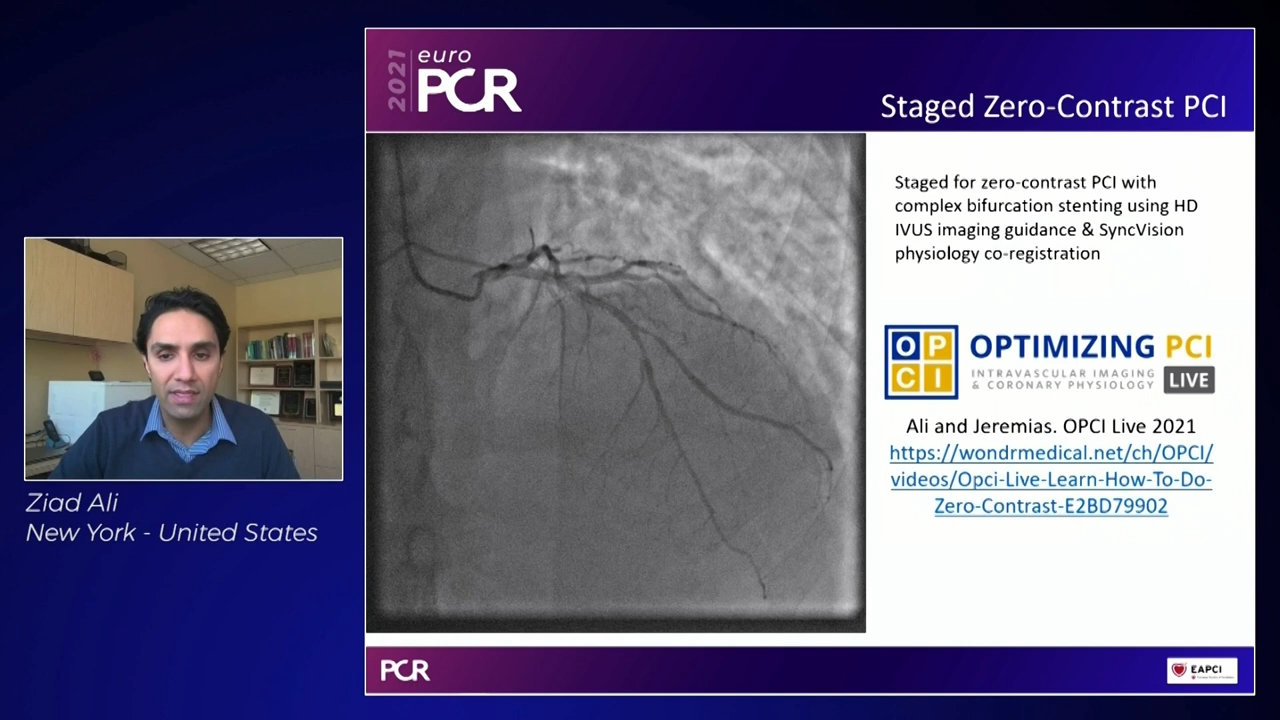 2021
euro
PCR
Staged Zero-Contrast PCI
Staged for zero-contrast PCI with
complex bifurcation stenting using HD
IVUS imaging guidance & SyncVision
physiology co-registration
OPCI
OPTIMIZING PCI
INTRAVASCULAR IMAGING
& CORONARY PHYSIOLOGY
LIVE
Ali and Jeremias. OPCI Live 2021
https://wondrmedical.net/ch/OPCI/
videos/Opci-Live-Learn-How-To-Do-
Zero-Contrast-E2BD79902
Ziad Ali
New York - United States
PCR
EAPCI